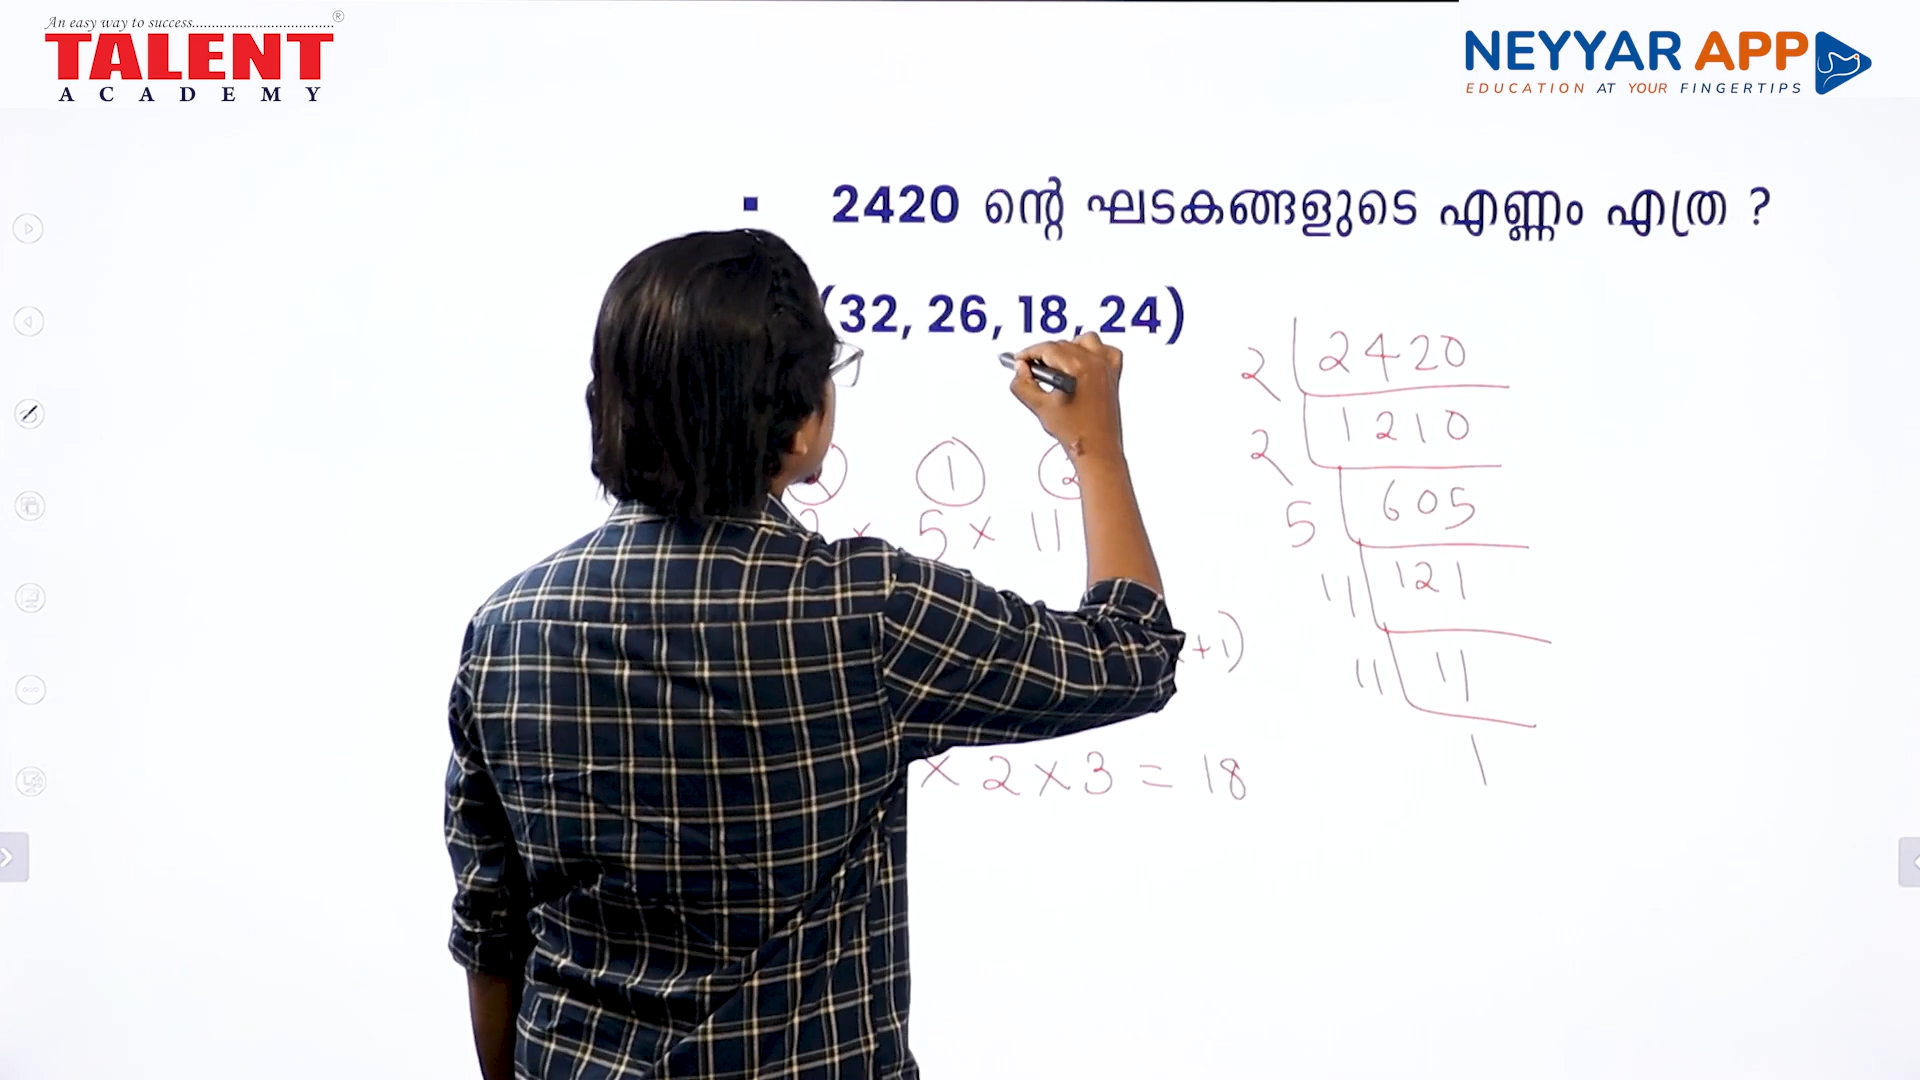 An easy way to success....................................®
TALENT
ACADEMY
NEYYAR APP
EDUCATION AT YOUR FINGERTIPS
▪ 2420 ന്റെ ഘടകങ്ങളുടെ എണ്ണം എത്ര ?
(32, 26, 18, 24)
2 | 2420
2 | 1210
5 | 605
11 | 121
11 | 11
1
1 2
× 5 × 11
+1)
× 2 × 3 = 18